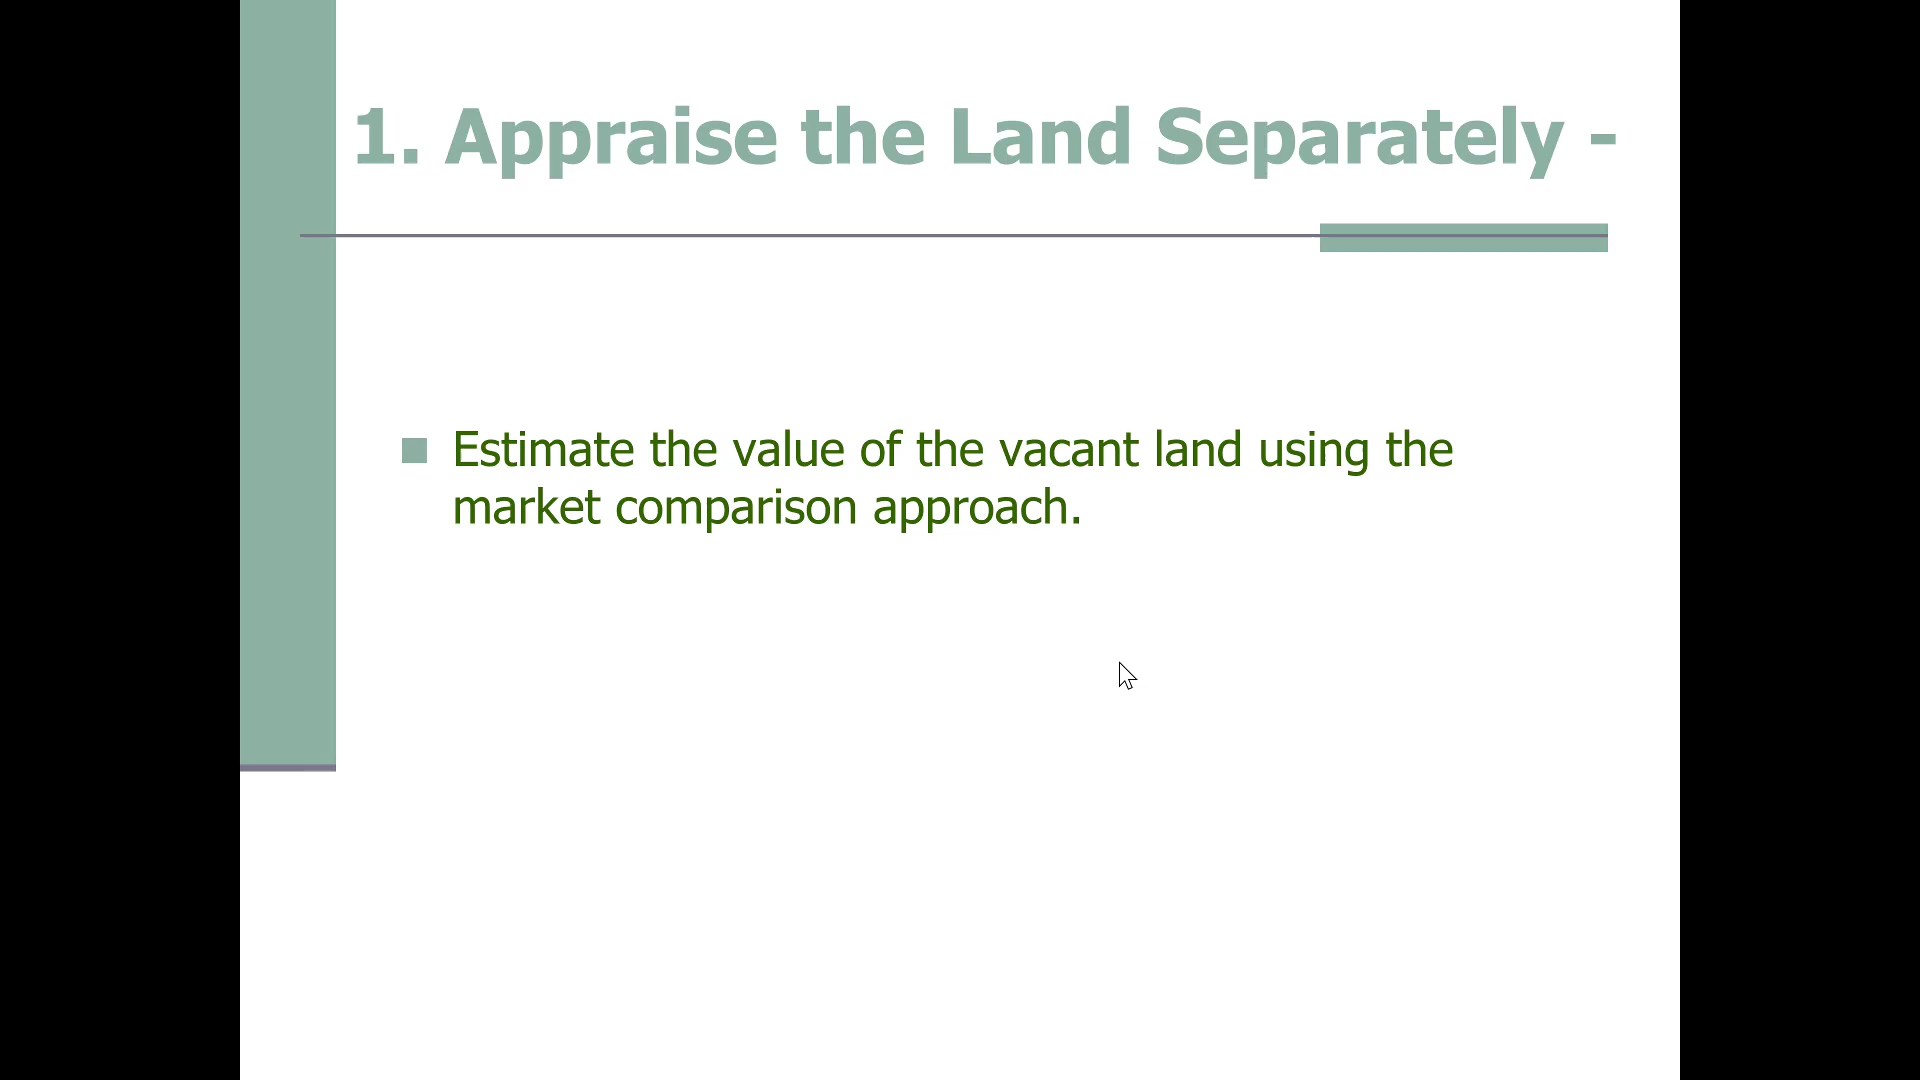 1. Appraise the Land Separately -
Estimate the value of the vacant land using the
market comparison approach.